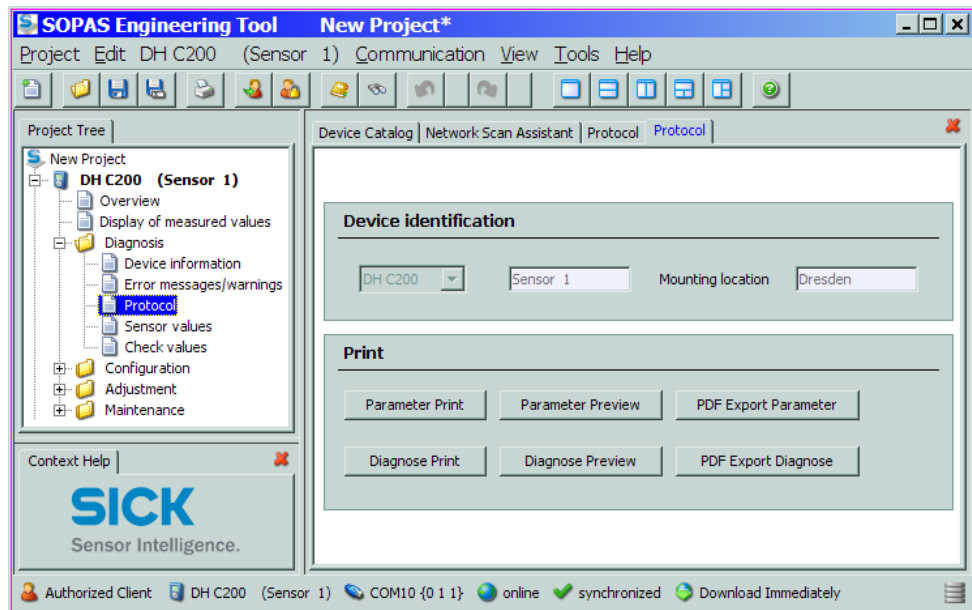 SOPAS Engineering Tool New Project*
Project Edit DH C200 (Sensor 1) Communication View Tools Help
Project Tree
New Project
DH C200 (Sensor 1)
Overview
Display of measured values
Diagnosis
Device information
Error messages/warnings
Protocol
Sensor values
Check values
Configuration
Adjustment
Maintenance
Context Help
SICK
Sensor Intelligence.
Device Catalog Network Scan Assistant Protocol Protocol
Device identification
DH C200 Sensor 1 Mounting location Dresden
Print
Parameter Print Parameter Preview PDF Export Parameter
Diagnose Print Diagnose Preview PDF Export Diagnose
Authorized Client DH C200 (Sensor 1) COM10 {0 1 1} online synchronized Download Immediately